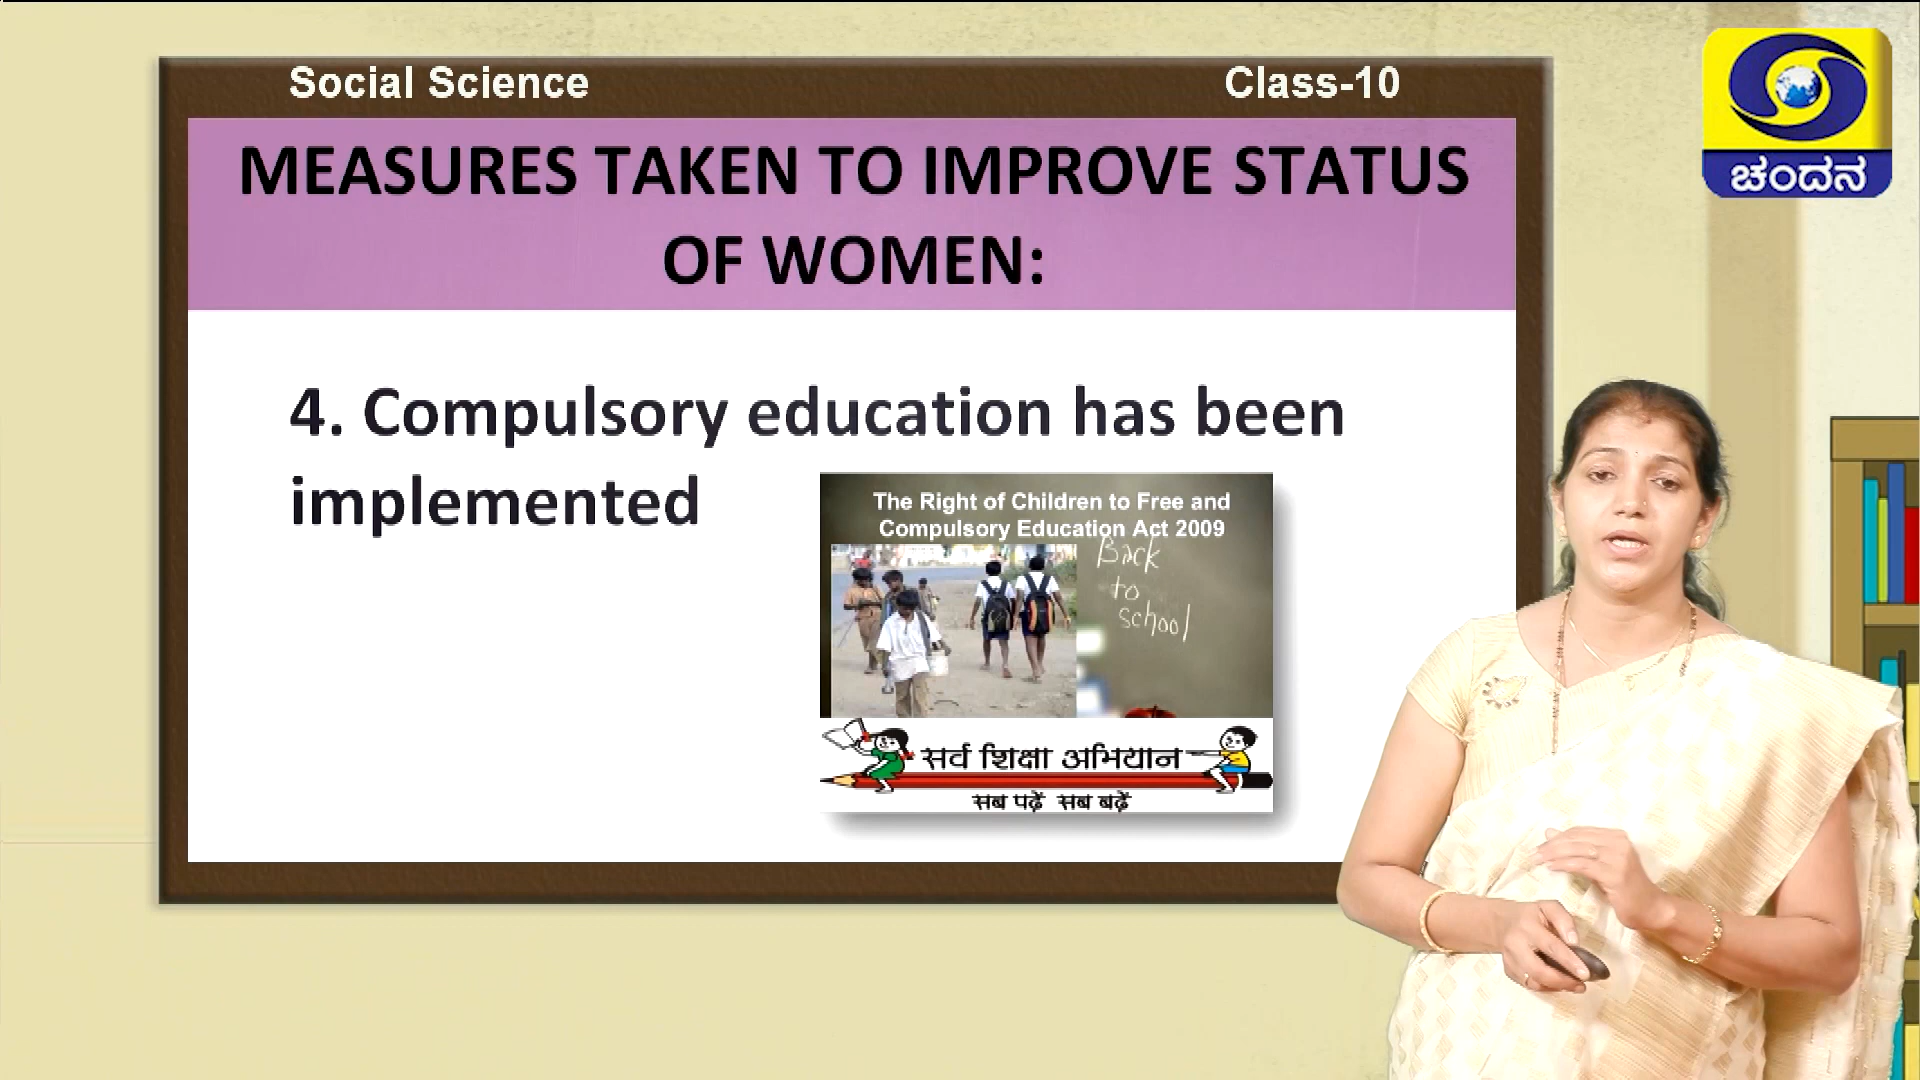 Social Science
Class-10
ಚಂದನ
MEASURES TAKEN TO IMPROVE STATUS
OF WOMEN:
4. Compulsory education has been
implemented
The Right of Children to Free and
Compulsory Education Act 2009
Back
to
school
सर्व शिक्षा अभियान
सब पढ़ें सब बढ़ें